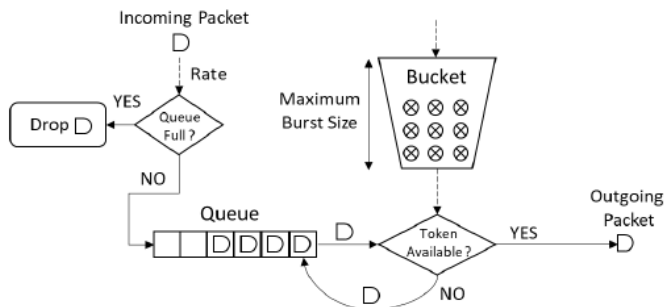 Incoming Packet
Rate
YES
Drop
Queue
Full ?
NO
Queue
Bucket
Maximum
Burst Size
Token
Available ?
YES
NO
Outgoing
Packet